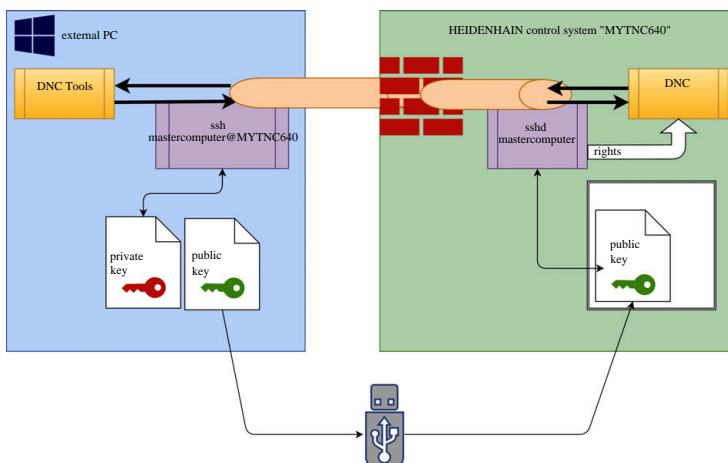 external PC
HEIDENHAIN control system "MYTNC640"
DNC Tools
DNC
ssh
mastercomputer@MYTNC640
sshd
mastercomputer
rights
private
key
public
key
public
key